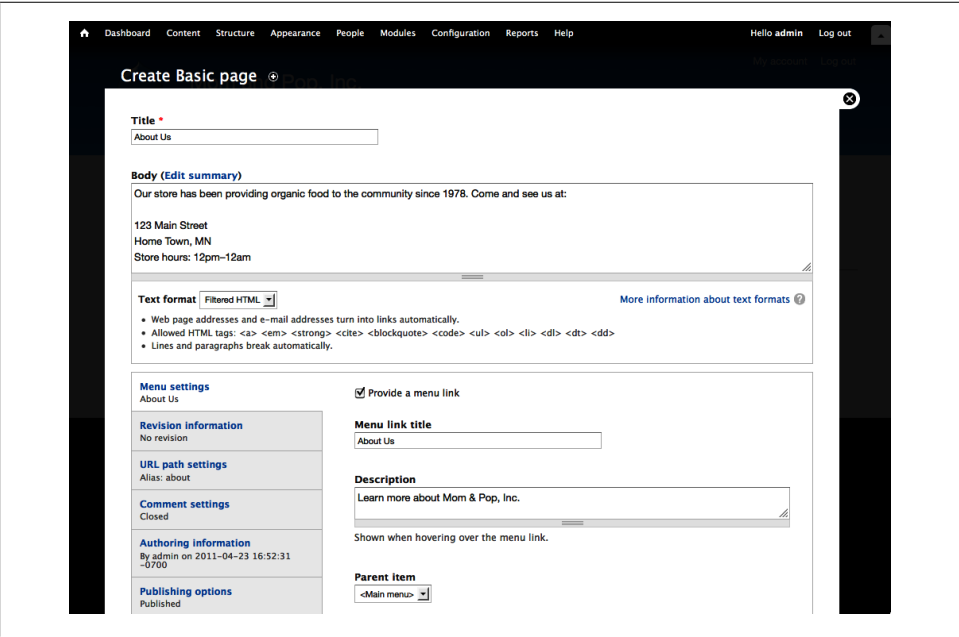 Dashboard Content Structure Appearance People Modules Configuration Reports Help Hello admin Log out
My account Log out
Create Basic page
Pop, Inc
Title *
About Us
Body (Edit summary)
Our store has been providing organic food to the community since 1978. Come and see us at:
123 Main Street
Home Town, MN
Store hours: 12pm–12am
Text format Filtered HTML More information about text formats ?
• Web page addresses and e-mail addresses turn into links automatically.
• Allowed HTML tags: <a> <em> <strong> <cite> <blockquote> <code> <ul> <ol> <li> <dl> <dt> <dd>
• Lines and paragraphs break automatically.
Menu settings
About Us
Revision information
No revision
URL path settings
Alias: about
Comment settings
Closed
Authoring information
By admin on 2011-04-23 16:52:31
-0700
Publishing options
Published
Provide a menu link
Menu link title
About Us
Description
Learn more about Mom & Pop, Inc.
Shown when hovering over the menu link.
Parent item
<Main menu>